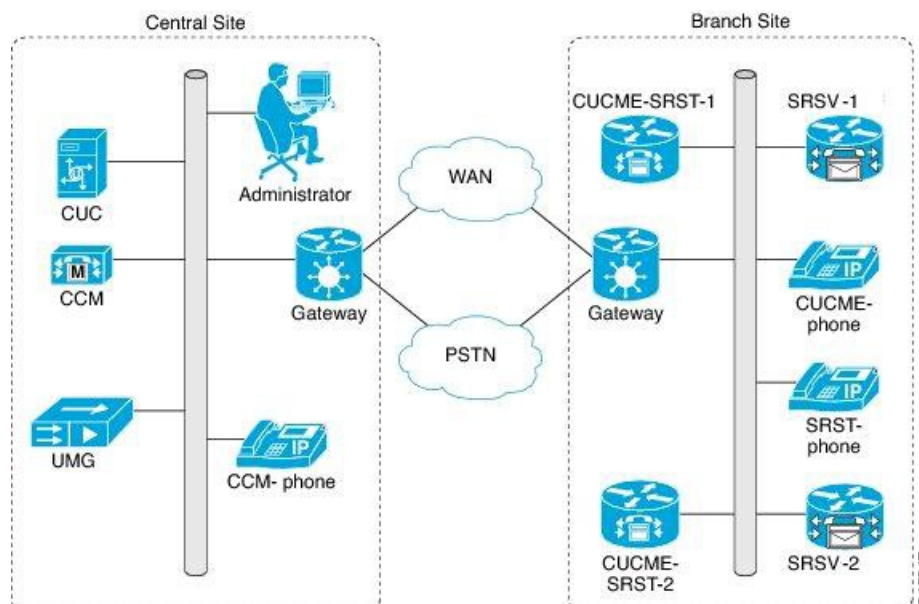 Central Site
Administrator
CUC
M
CCM
Gateway
UMG
IP
CCM- phone
WAN
PSTN
Branch Site
CUCME-SRST-1
SRSV -1
Gateway
IP
CUCME-
phone
IP
SRST-
phone
CUCME-
SRST-2
SRSV -2